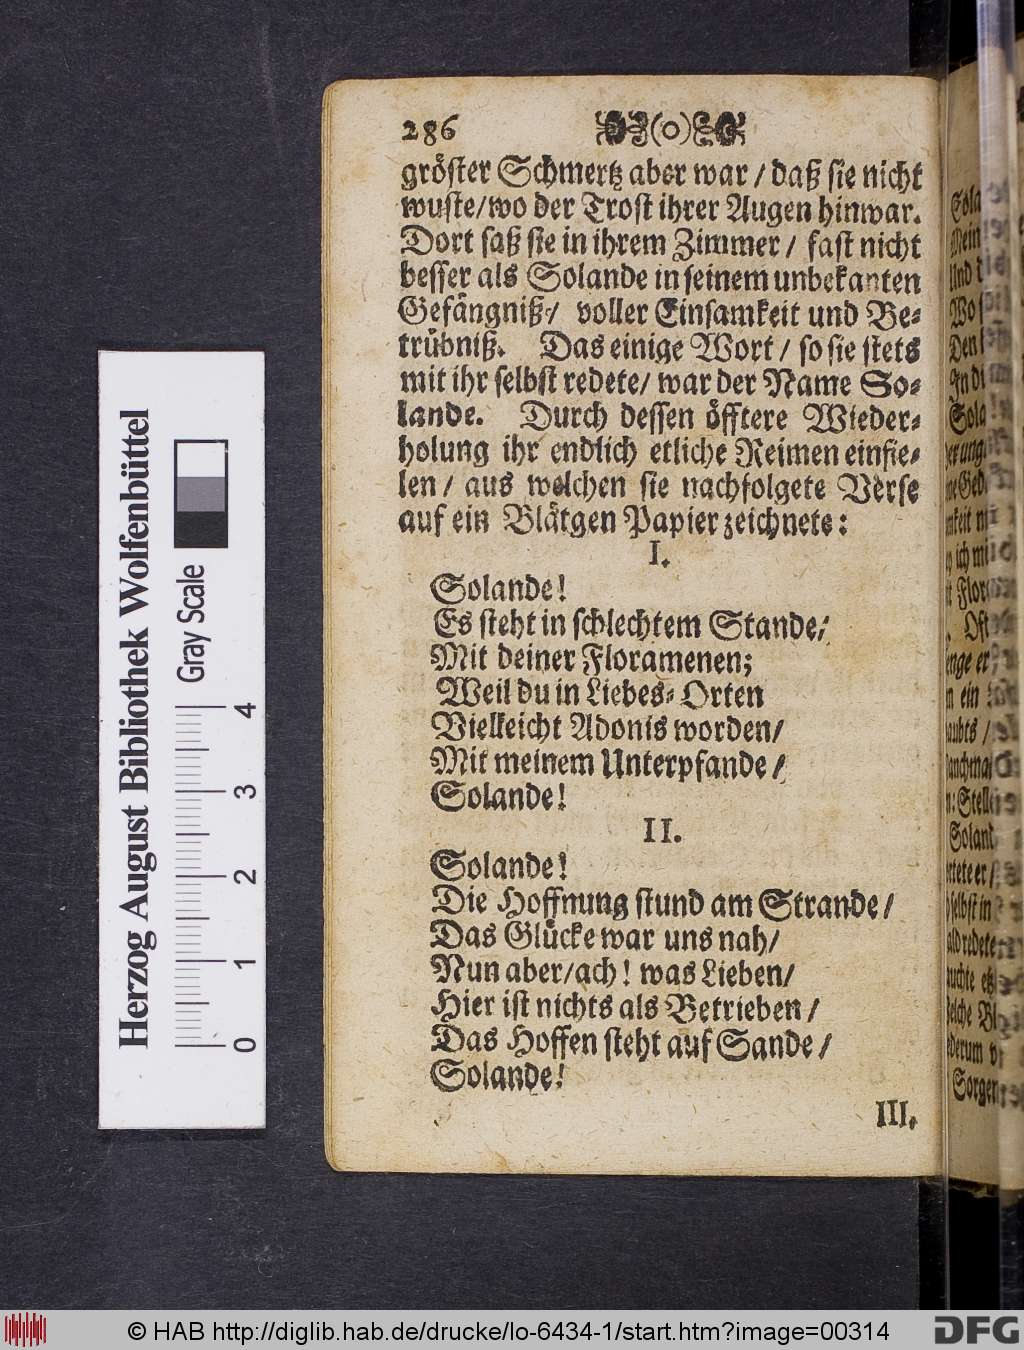 286 (o)
gröster Schmertz aber war / daß sie nicht
wuste/wo der Trost ihrer Augen hinwar.
Dort saß sie in ihrem Zimmer / fast nicht
besser als Solande in seinem unbekanten
Gefängniß / voller Einsamkeit und Be-
trübniß. Das einige Wort / so sie stets
mit ihr selbst redete/ war der Name So-
lande. Durch dessen öfftere Wieder-
holung ihr endlich etliche Reimen einfie-
len / aus welchen sie nachfolgete Verse
auf ein Blätgen Papier zeichnete:
I.
Solande!
Es steht in schlechtem Stande/
Mit deiner Floramenen;
Weil du in Liebes-Orten
Vielleicht Adonis worden/
Mit meinem Unterpfande /
Solande!
II.
Solande!
Die Hoffnung stund am Strande /
Das Glücke war uns nah/
Nun aber/ach! was Lieben/
Hier ist nichts als Betrieben /
Das Hoffen steht auf Sande /
Solande!
III.
Herzog August Bibliothek Wolfenbüttel
Gray Scale
0 1 2 3 4
© HAB http://diglib.hab.de/drucke/lo-6434-1/start.htm?image=00314
DFG